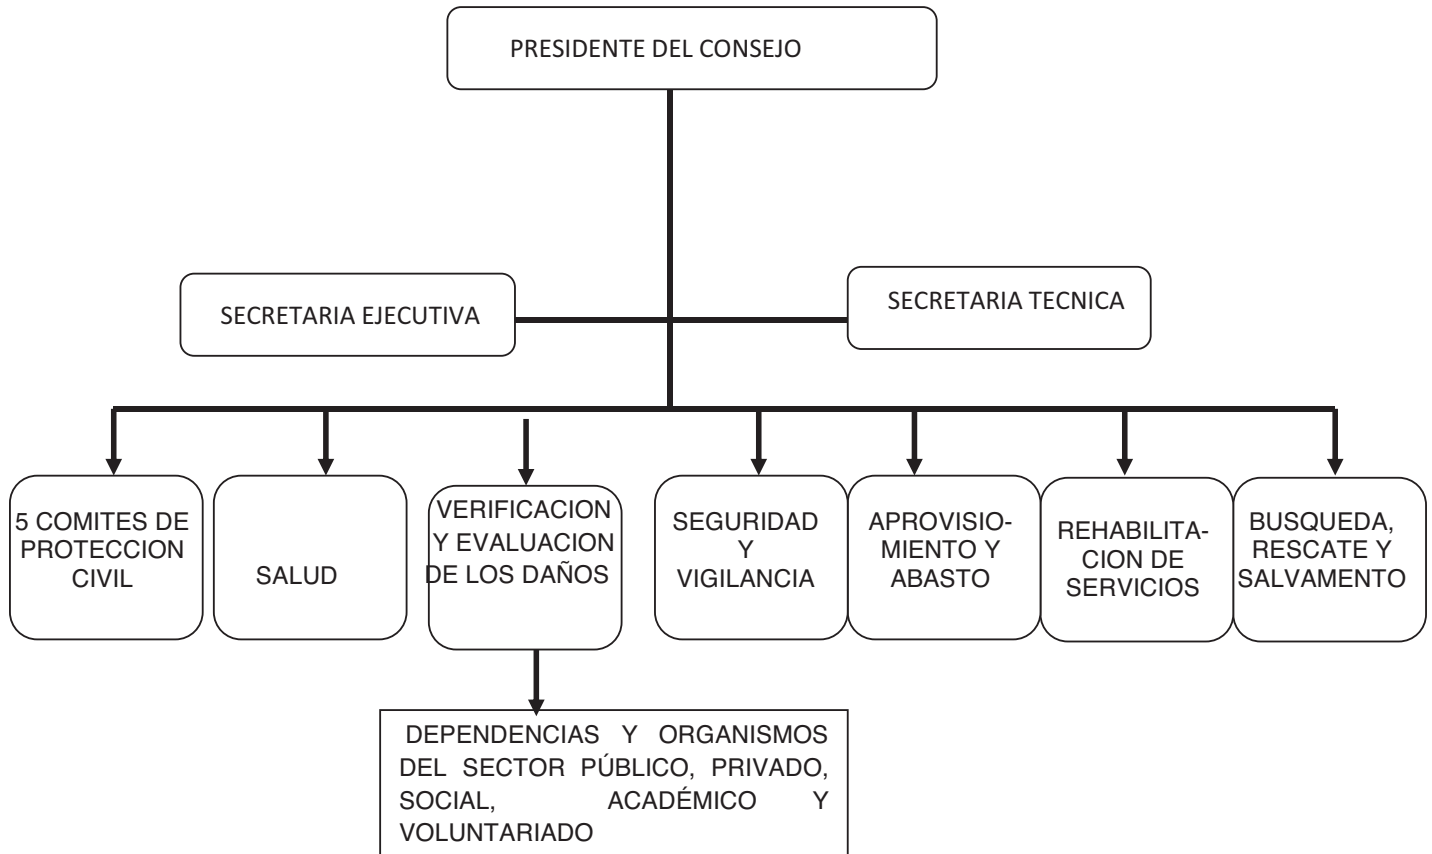 PRESIDENTE DEL CONSEJO
SECRETARIA EJECUTIVA
SECRETARIA TECNICA
5 COMITES DE
PROTECCION
CIVIL
SALUD
VERIFICACION
Y EVALUACION
DE LOS DAÑOS
SEGURIDAD
Y
VIGILANCIA
APROVISIO-
MIENTO Y
ABASTO
REHABILITA-
CION DE
SERVICIOS
BUSQUEDA,
RESCATE Y
SALVAMENTO
DEPENDENCIAS Y ORGANISMOS
DEL SECTOR PÚBLICO, PRIVADO,
SOCIAL, ACADÉMICO Y
VOLUNTARIADO